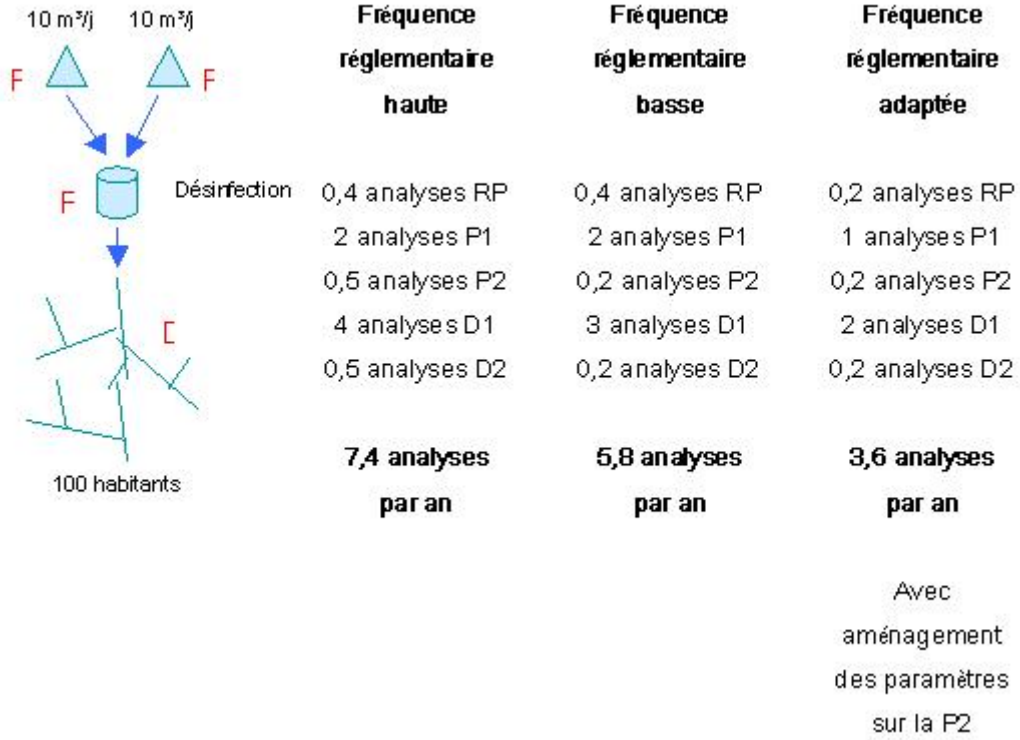 10 m³/j 10 m³/j
F F
F
Désinfection
D
100 habitants
Fréquence
réglementaire
haute
0,4 analyses RP
2 analyses P1
0,5 analyses P2
4 analyses D1
0,5 analyses D2
7,4 analyses
par an
Fréquence
réglementaire
basse
0,4 analyses RP
2 analyses P1
0,2 analyses P2
3 analyses D1
0,2 analyses D2
5,8 analyses
par an
Fréquence
réglementaire
adaptée
0,2 analyses RP
1 analyses P1
0,2 analyses P2
2 analyses D1
0,2 analyses D2
3,6 analyses
par an
Avec
aménagement
des paramètres
sur la P2